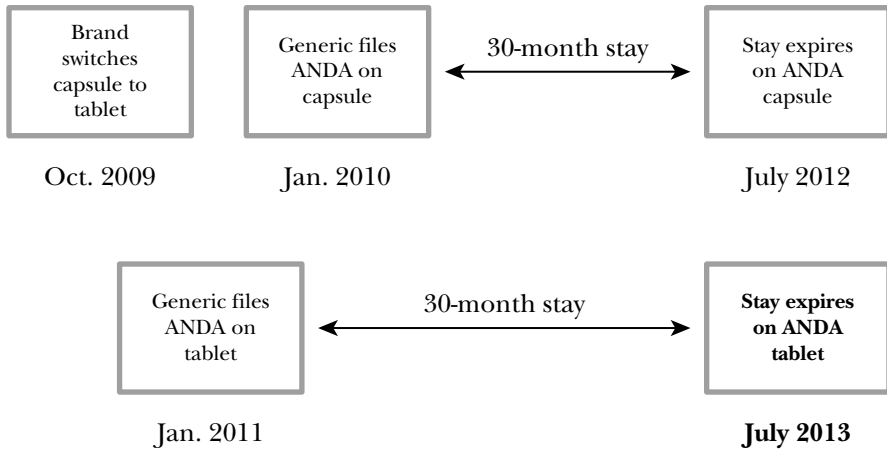 Brand
switches
capsule to
tablet
Generic files
ANDA on
capsule
30-month stay
Stay expires
on ANDA
capsule
Oct. 2009
Jan. 2010
July 2012
Generic files
ANDA on
tablet
30-month stay
Stay expires
on ANDA
tablet
Jan. 2011
July 2013